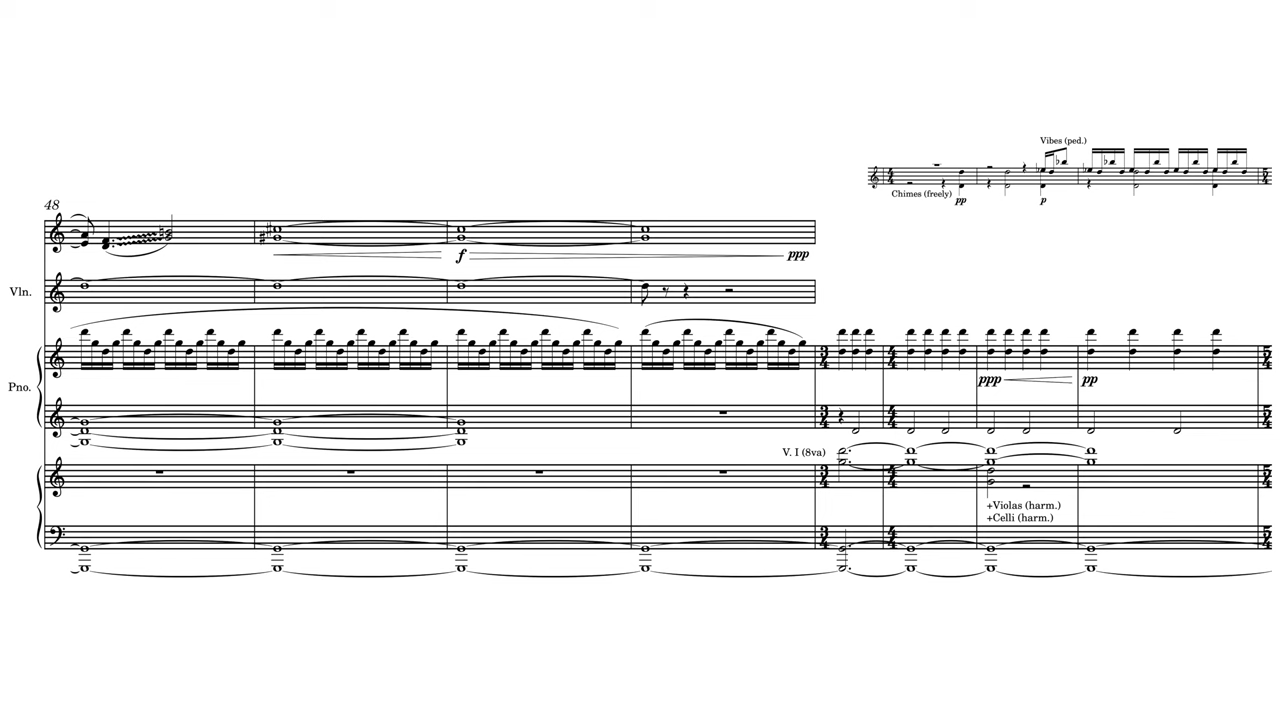 Vibes (ped.)
Chimes (freely)
pp
p
48
f
ppp
Vln.
Pno.
ppp
pp
V. I (8va)
+Violas (harm.)
+Celli (harm.)